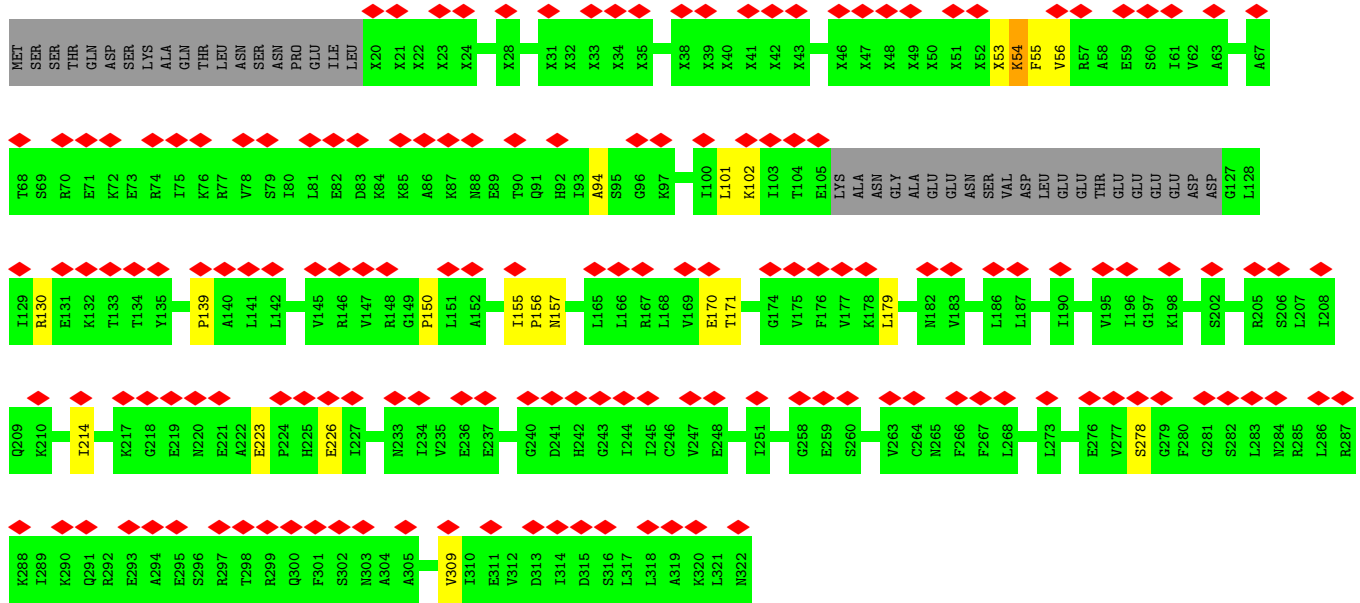 MET SER SER THR GLN ASP SER LYS ALA GLN THR LEU ASN SER ASN PRO GLU ILE LEU X20 X21 X22 X23 X24 X28 X31 X32 X33 X34 X35 X38 X39 X40 X41 X42 X43 X46 X47 X48 X49 X50 X51 X52 X53 K54 F55 V56 R57 A58 E59 S60 I61 V62 A63 A67
T68 S69 R70 E71 K72 E73 R74 I75 K76 R77 V78 S79 I80 L81 E82 D83 K84 K85 A86 K87 N88 E89 T90 Q91 H92 I93 A94 S95 G96 K97 I100 L101 K102 I103 T104 E105 LYS ALA ASN GLY ALA GLU GLU ASN SER VAL ASP LEU GLU GLU THR GLU GLU GLU GLU ASP ASP G127 L128
I129 R130 E131 K132 T133 T134 Y135 P139 A140 L141 L142 V145 R146 V147 R148 G149 P150 L151 A152 I155 P156 N157 L165 L166 R167 L168 V169 E170 T171 G174 V175 F176 V177 K178 L179 N182 V183 L186 L187 I190 V195 I196 G197 K198 S202 R205 S206 L207 I208
Q209 K210 I214 K217 G218 E219 N220 E221 A222 E223 P224 H225 E226 I227 N233 I234 V235 E236 E237 G240 D241 H242 G243 I244 I245 C246 V247 E248 I251 G258 E259 S260 V263 C264 N265 F266 F267 L268 L273 E276 V277 S278 G279 F280 G281 S282 L283 N284 R285 L286 R287
K288 I289 K290 Q291 R292 E293 A294 E295 S296 R297 T298 R299 Q300 F301 S302 N303 A304 A305 V309 I310 E311 V312 D313 I314 D315 S316 L317 L318 A319 K320 L321 N322